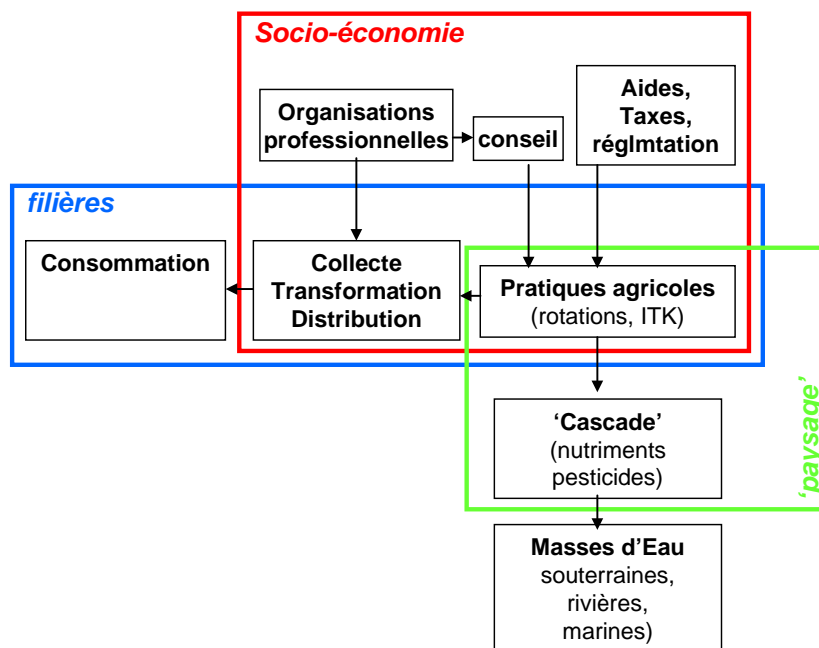 Socio-économie
Organisations
professionnelles
conseil
Aides,
Taxes,
réglmtation
filières
Consommation
Collecte
Transformation
Distribution
Pratiques agricoles
(rotations, ITK)
‘Cascade’
(nutriments
pesticides)
‘paysage’
Masses d’Eau
souterraines,
rivières,
marines)